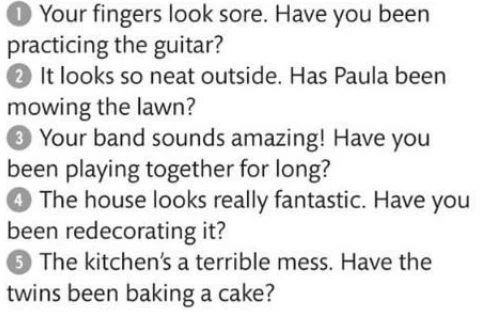 1 Your fingers look sore. Have you been
practicing the guitar?
2 It looks so neat outside. Has Paula been
mowing the lawn?
3 Your band sounds amazing! Have you
been playing together for long?
4 The house looks really fantastic. Have you
been redecorating it?
5 The kitchen's a terrible mess. Have the
twins been baking a cake?